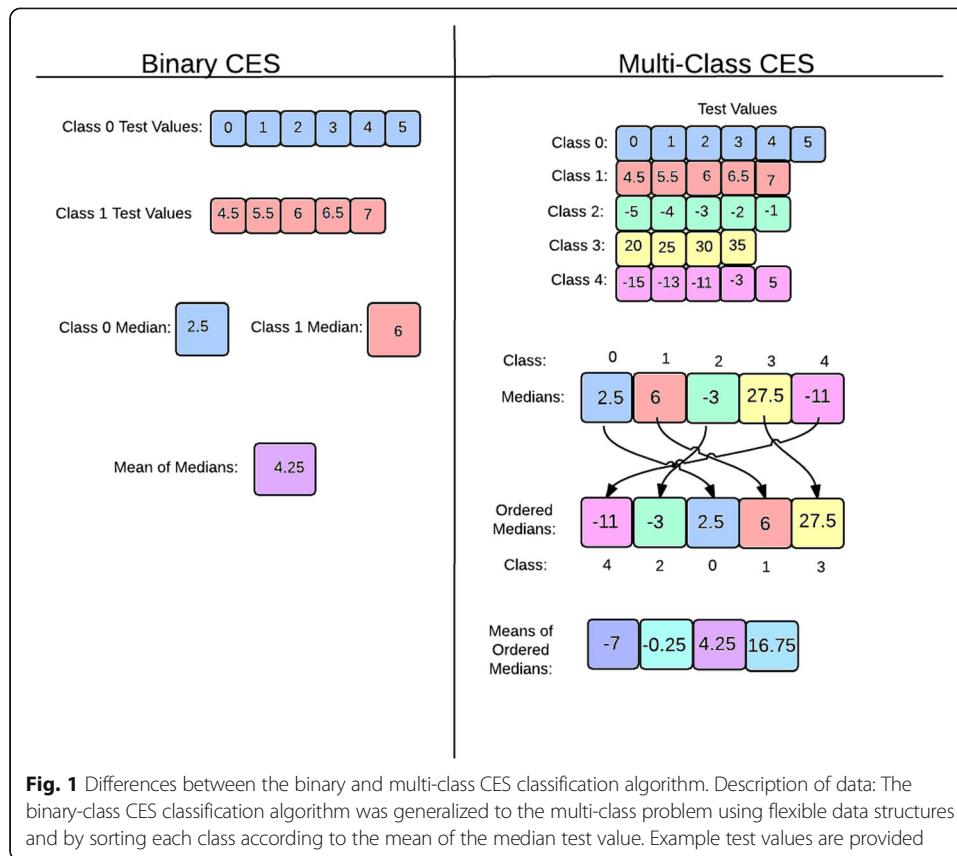 Binary CES
Class 0 Test Values: 0 1 2 3 4 5
Class 1 Test Values 4.5 5.5 6 6.5 7
Class 0 Median: 2.5 Class 1 Median: 6
Mean of Medians: 4.25
Multi-Class CES
Test Values
Class 0: 0 1 2 3 4 5
Class 1: 4.5 5.5 6 6.5 7
Class 2: -5 -4 -3 -2 -1
Class 3: 20 25 30 35
Class 4: -15 -13 -11 -3 5
Class: 0 1 2 3 4
Medians: 2.5 6 -3 27.5 -11
Ordered
Medians: -11 -3 2.5 6 27.5
Class: 4 2 0 1 3
Means of
Ordered
Medians: -7 -0.25 4.25 16.75
Fig. 1 Differences between the binary and multi-class CES classification algorithm. Description of data: The
binary-class CES classification algorithm was generalized to the multi-class problem using flexible data structures
and by sorting each class according to the mean of the median test value. Example test values are provided